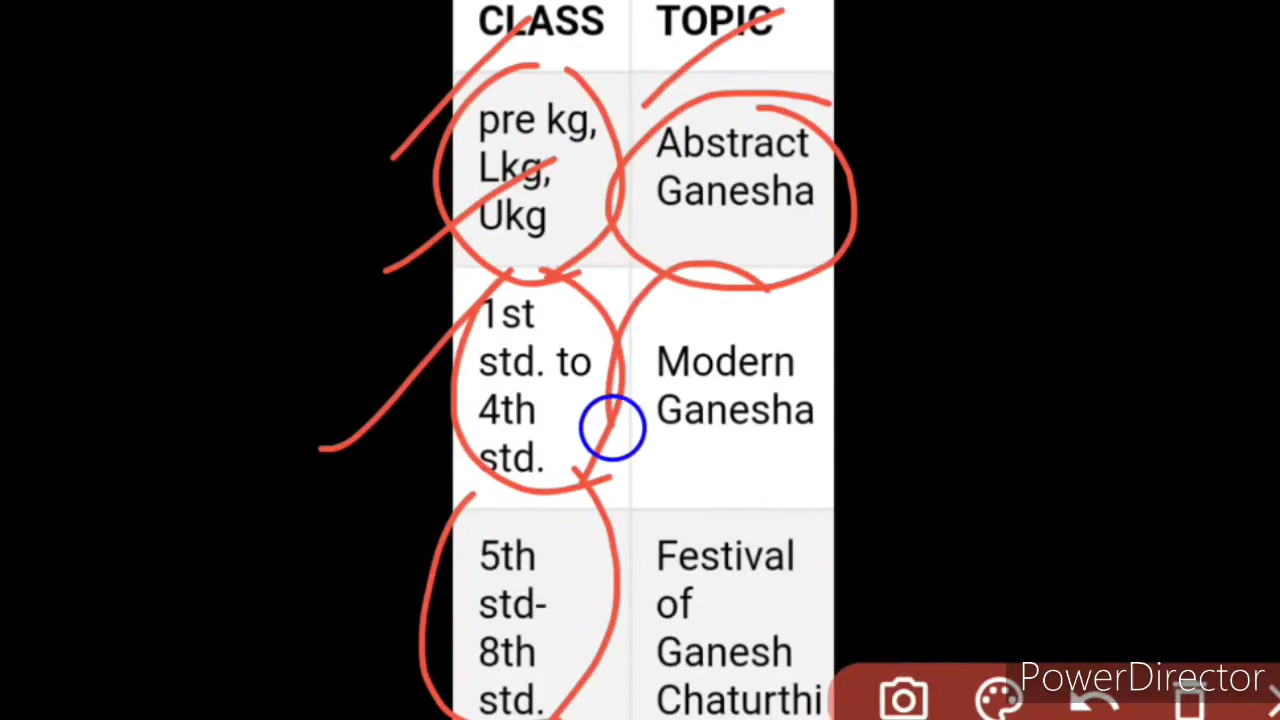 CLASS TOPIC
pre kg,
Lkg,
Ukg
Abstract
Ganesha
1st
std. to
4th
std.
Modern
Ganesha
5th
std-
8th
std.
Festival
of
Ganesh
Chaturthi
PowerDirector